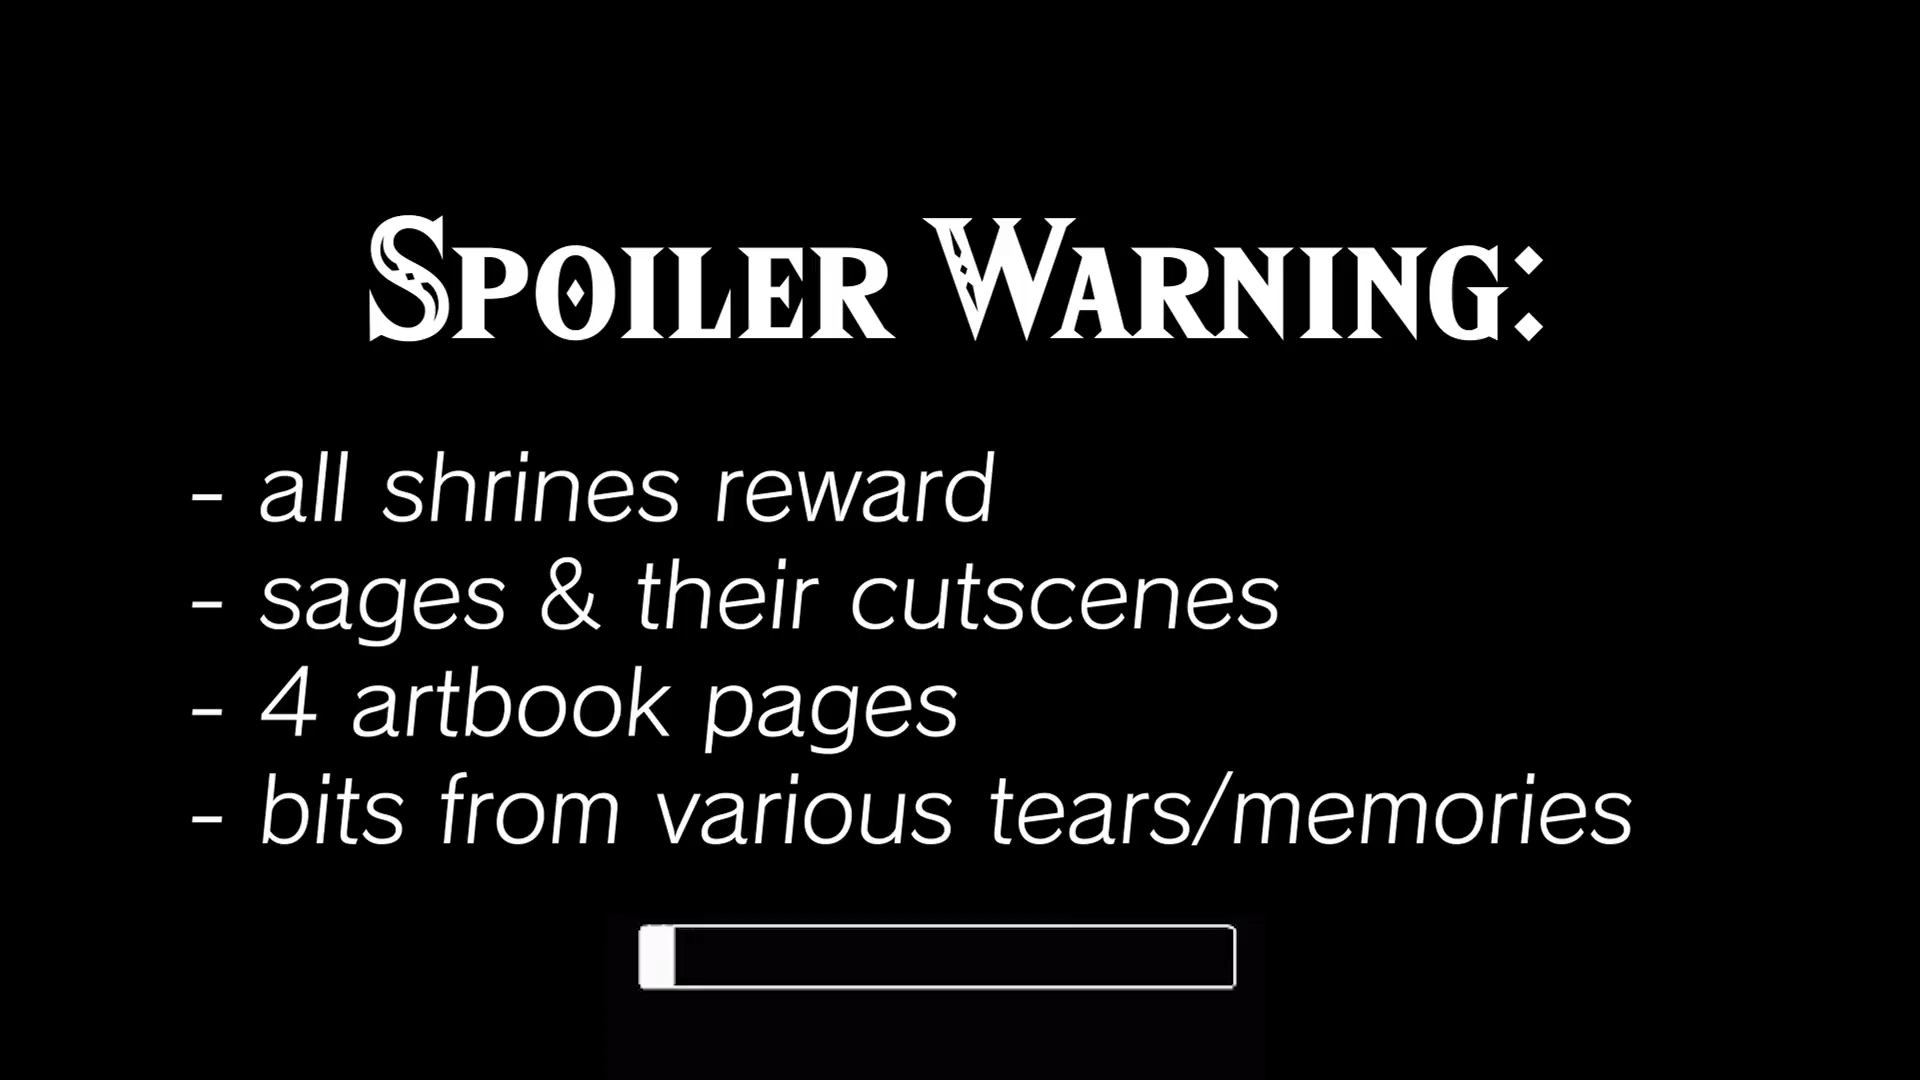 Spoiler Warning:
- all shrines reward
- sages & their cutscenes
- 4 artbook pages
- bits from various tears/memories